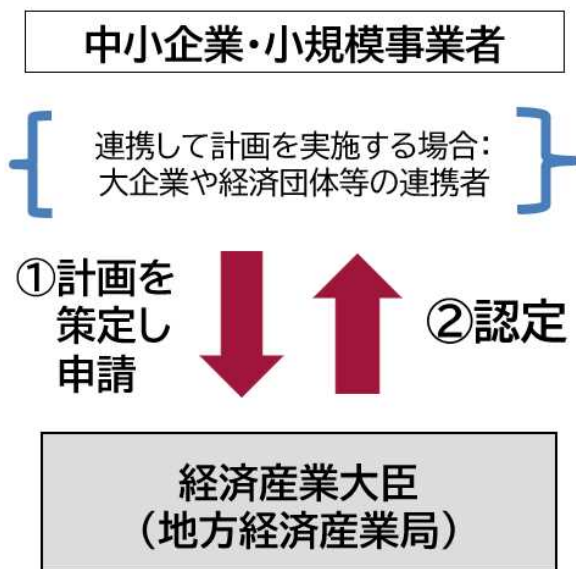 中小企業・小規模事業者
連携して計画を実施する場合：
大企業や経済団体等の連携者
①計画を
策定し
申請
②認定
経済産業大臣
（地方経済産業局）